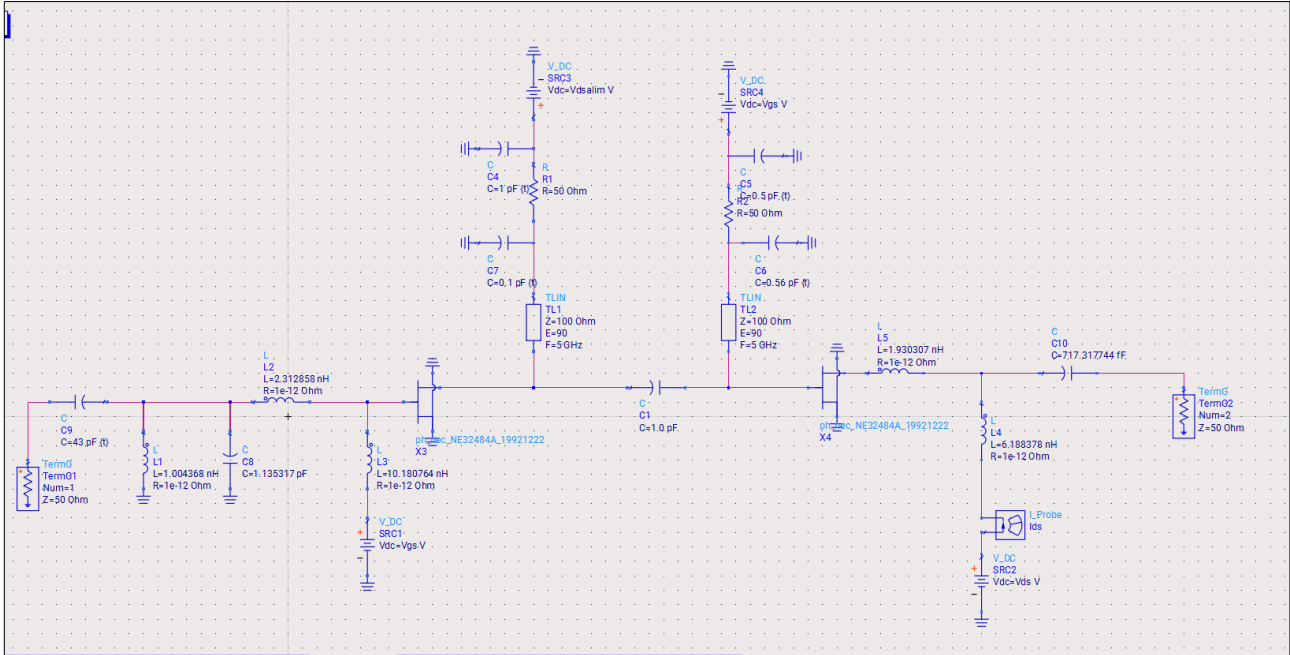 V_DC
SRC3
Vdc=Vdsalim V
V_DC
SRC4
Vdc=Vgs V
C
C4
C=1 pF {t}
R
R1
R=50 Ohm
C
C5
C=0.5 pF {t}
R
R2
R=50 Ohm
C
C7
C=0.1 pF {t}
C
C6
C=0.56 pF {t}
TLIN
TL1
Z=100 Ohm
E=90
F=5 GHz
TLIN
TL2
Z=100 Ohm
E=90
F=5 GHz
L
L5
L=1.930307 nH
R=1e-12 Ohm
C
C10
C=717.317744 fF
L
L2
L=2.312858 nH
R=1e-12 Ohm
C
C9
C=43 pF {t}
C
C1
C=1.0 pF
TermG
TermG2
Num=2
Z=50 Ohm
ph_nec_NE32484A_19921222
X3
ph_nec_NE32484A_19921222
X4
TermG
TermG1
Num=1
Z=50 Ohm
L
L1
L=1.004368 nH
R=1e-12 Ohm
C
C8
C=1.135317 pF
L
L3
L=10.180764 nH
R=1e-12 Ohm
L
L4
L=6.188378 nH
R=1e-12 Ohm
V_DC
SRC1
Vdc=Vgs V
I_Probe
Ids
V_DC
SRC2
Vdc=Vds V